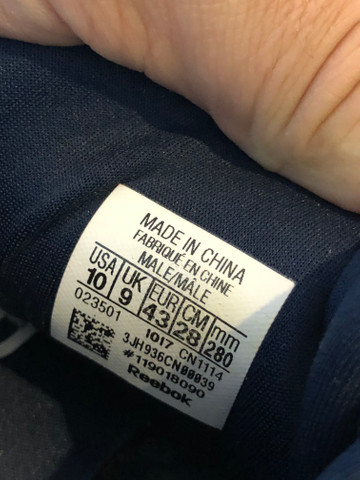 MADE IN CHINA
FABRIQUÉ EN CHINE
MALE/MÂLE
USA UK EUR CM mm
10 9 43 28 280
023501 1017 CN1114
3JH936CN00039
#119018090
Reebok